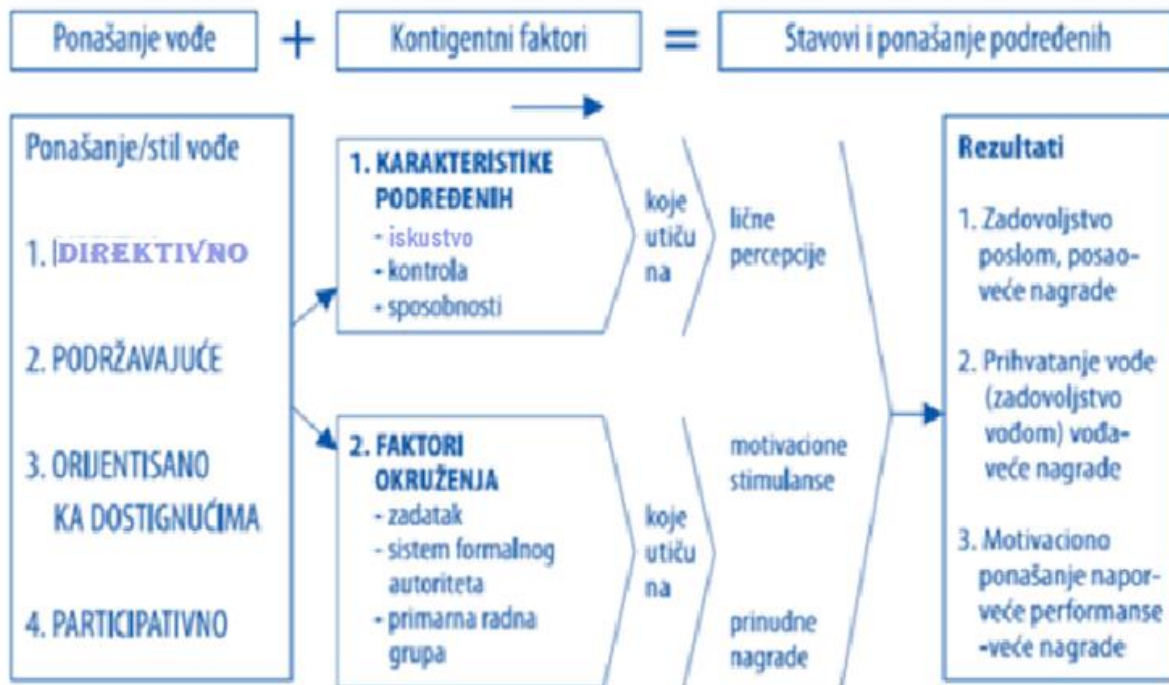 Ponašanje vođe + Kontigentni faktori = Stavovi i ponašanje podređenih
Ponašanje/stil vođe
1. DIREKTIVNO
2. PODRŽAVAJUĆE
3. ORIJENTISANO
KA DOSTIGNUĆIMA
4. PARTICIPATIVNO
1. KARAKTERISTIKE
PODREĐENIH
- iskustvo
- kontrola
- sposobnosti
koje
utiču
na
lične
percepcije
2. FAKTORI
OKRUŽENJA
- zadatak
- sistem formalnog
autoriteta
- primarna radna
grupa
koje
utiču
na
motivacione
stimulanse
prinudne
nagrade
Rezultati
1. Zadovoljstvo
poslom, posao-
veće nagrade
2. Prihvatanje vođe
(zadovoljstvo
vođom) vođa-
veće nagrade
3. Motivaciono
ponašanje napor-
veće performanse
-veće nagrade